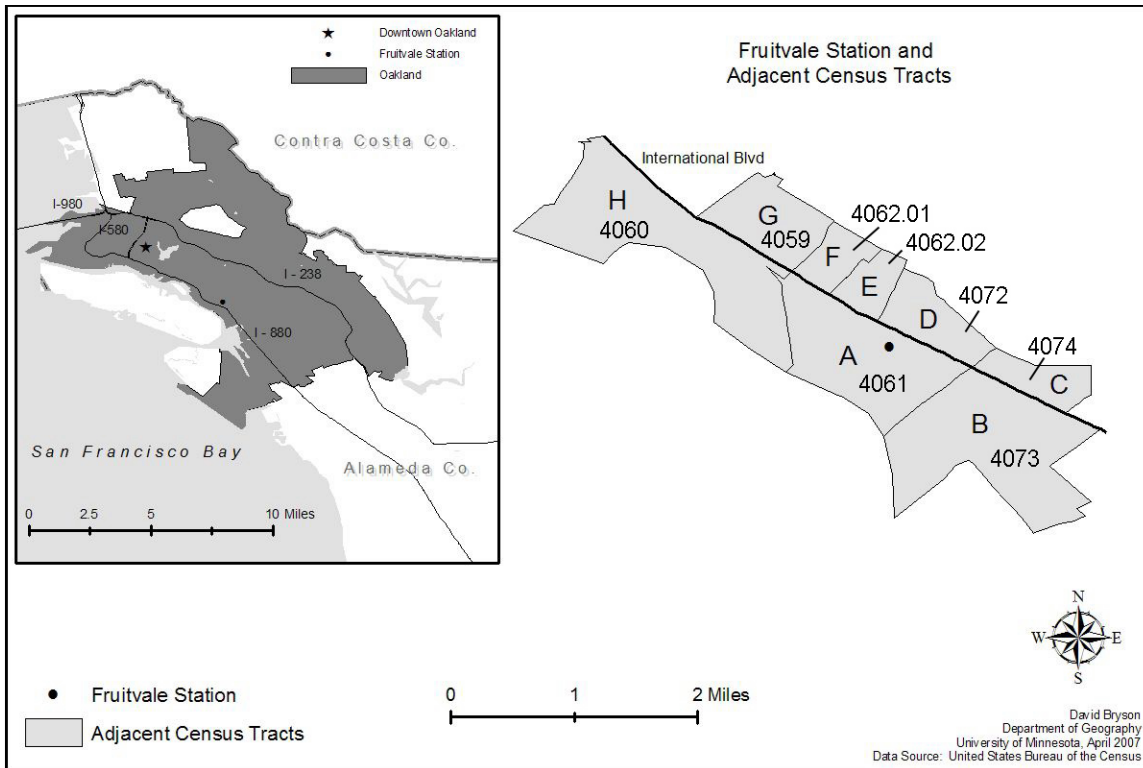 Downtown Oakland
Fruitvale Station
Oakland
Contra Costa Co.
I-980
I-580
I - 238
I - 880
San Francisco Bay
Alameda Co.
0 2.5 5 10 Miles
Fruitvale Station and
Adjacent Census Tracts
International Blvd
H
4060
G
4059
4062.01
F
4062.02
E
4072
D
4074
C
A
4061
B
4073
N
W E
S
Fruitvale Station
Adjacent Census Tracts
0 1 2 Miles
David Bryson
Department of Geography
University of Minnesota, April 2007
Data Source: United States Bureau of the Census